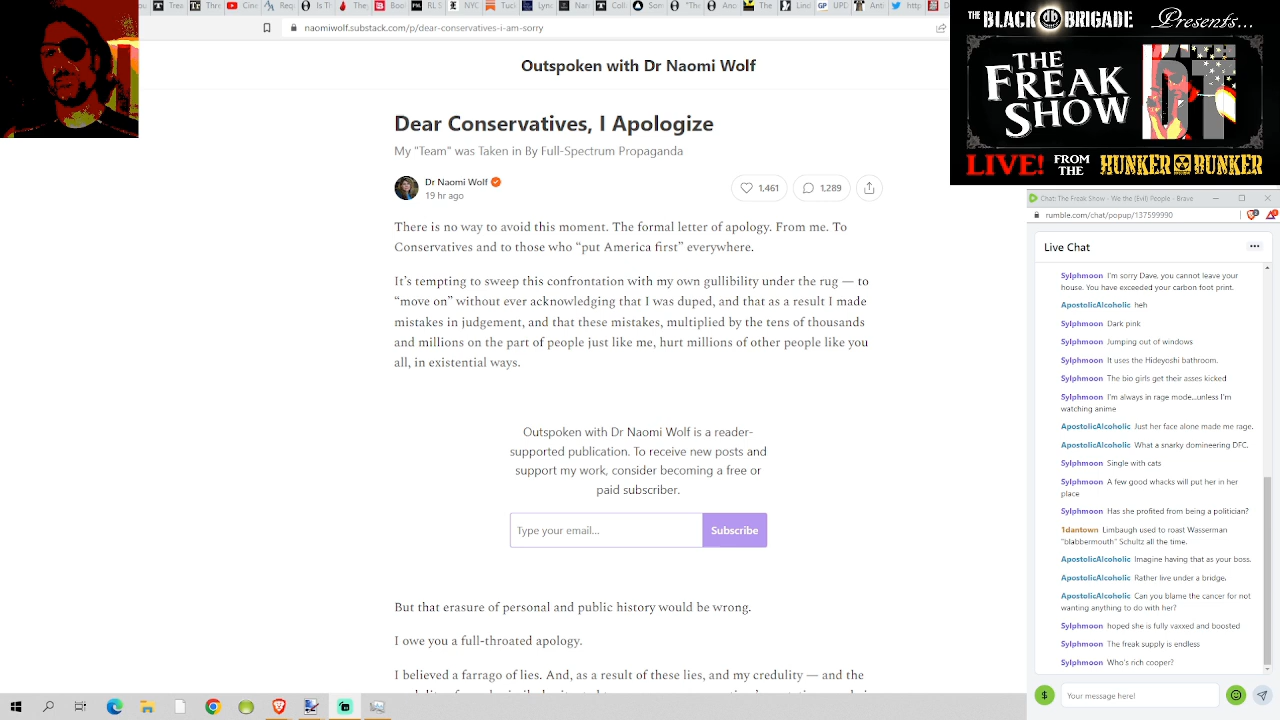 naomiwolf.substack.com/p/dear-conservatives-i-am-sorry
Outspoken with Dr Naomi Wolf
Dear Conservatives, I Apologize
My "Team" was Taken in By Full-Spectrum Propaganda
Dr Naomi Wolf
19 hr ago
1,461
1,289
There is no way to avoid this moment. The formal letter of apology. From me. To
Conservatives and to those who “put America first” everywhere.
It’s tempting to sweep this confrontation with my own gullibility under the rug — to
“move on” without ever acknowledging that I was duped, and that as a result I made
mistakes in judgement, and that these mistakes, multiplied by the tens of thousands
and millions on the part of people just like me, hurt millions of other people like you
all, in existential ways.
Outspoken with Dr Naomi Wolf is a reader-
supported publication. To receive new posts and
support my work, consider becoming a free or
paid subscriber.
Type your email...
Subscribe
But that erasure of personal and public history would be wrong.
I owe you a full-throated apology.
I believed a farrago of lies. And, as a result of these lies, and my credulity — and the
THE BLACK BRIGADE Presents...
THE
FREAK
SHOW
LIVE! FROM THE HUNKER BUNKER
Chat: The Freak Show - We the (Evil) People - Brave
rumble.com/chat/popup/137599990
Live Chat
Sylphmoon I'm sorry Dave, you cannot leave your
house. You have exceeded your carbon foot print.
ApostolicAlcoholic heh
Sylphmoon Dark pink
Sylphmoon Jumping out of windows
Sylphmoon It uses the Hideyoshi bathroom.
Sylphmoon The bio girls get their asses kicked
Sylphmoon I'm always in rage mode...unless I'm
watching anime
ApostolicAlcoholic Just her face alone made me rage.
ApostolicAlcoholic What a snarky domineering DFC.
Sylphmoon Single with cats
Sylphmoon A few good whacks will put her in her
place
Sylphmoon Has she profited from being a politician?
1dantown Limbaugh used to roast Wasserman
"blabbermouth" Schultz all the time.
ApostolicAlcoholic Imagine having that as your boss.
ApostolicAlcoholic Rather live under a bridge.
ApostolicAlcoholic Can you blame the cancer for not
wanting anything to do with her?
Sylphmoon hoped she is fully vaxxed and boosted
Sylphmoon The freak supply is endless
Sylphmoon Who's rich cooper?
Your message here!